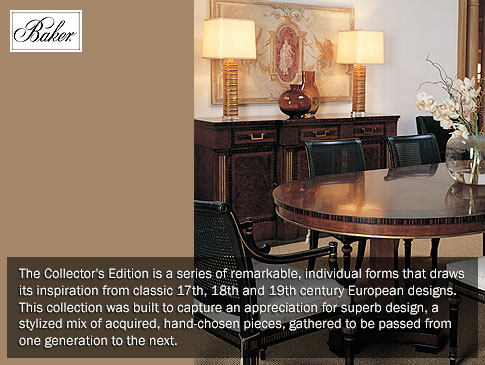 Baker.
The Collector's Edition is a series of remarkable, individual forms that draws
its inspiration from classic 17th, 18th and 19th century European designs.
This collection was built to capture an appreciation for superb design, a
stylized mix of acquired, hand-chosen pieces, gathered to be passed from
one generation to the next.